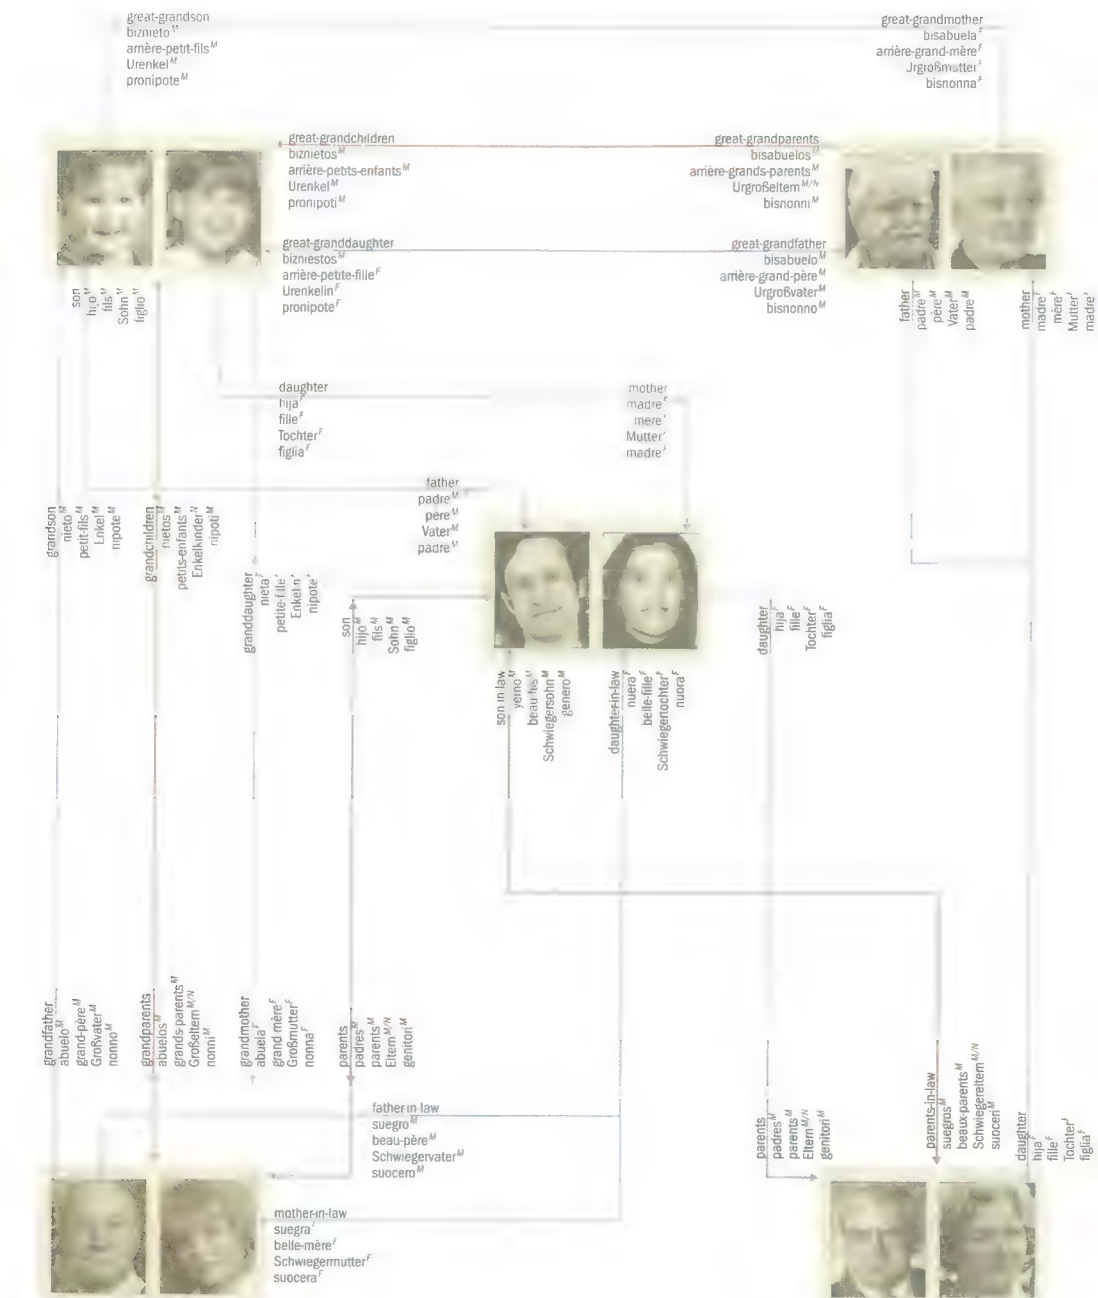 great-grandson
biznieto M
arrière-petit-fils M
Urenkel M
pronipote M
great-grandmother
bisabuela F
arrière-grand-mère F
Jrgroßmutter F
bisnonna F
great-grandchildren
biznietos M
arrière-petits-enfants M
Urenkel M
pronipoti M
great-grandparents
bisabuelos M
arrière-grands-parents M
Urgroßeltern M/N
bisnonni M
great-granddaughter
bizniestos M
arrière-petite-fille F
Urenkelin F
pronipote F
great-grandfather
bisabuelo M
arrière-grand-père M
Urgroßvater M
bisnonno M
son
hijo M
fils M
Sohn M
figlio M
father
padre M
père M
Vater M
padre M
mother
madre F
mère F
Mutter F
madre F
daughter
hija F
fille F
Tochter F
figlia F
mother
madre F
mere F
Mutter F
madre F
father
padre M
pere M
Vater M
padre M
grandson
nieto M
petit-fils M
Enkel M
nipote M
grandchildren
nietos M
petits-enfants M
Enkelkinder N
nipoti M
granddaughter
nieta F
petite-fille F
Enkelin F
nipote F
son
hijo M
fils M
Sohn M
figlio M
daughter
hija F
fille F
Tochter F
figlia F
son in law
yerno M
beau fils M
Schwiegersohn M
genero M
daughter-in-law
nuera F
belle-fille F
Schwiegertochter F
nuora F
grandfather
abuelo M
grand-père M
Großvater M
nonno M
grandparents
abuelos M
grands-parents M
Großeltern M/N
nonni M
grandmother
abuela F
grand mère F
Großmutter F
nonna F
parents
padres M
parents M
Eltern M/N
genitori M
father in law
suegro M
beau-père M
Schwiegervater M
suocero M
mother-in-law
suegra F
belle-mère F
Schwiegermutter F
suocera F
parents
padres M
parents M
Eltern M/N
genitori M
parents-in-law
suegros M
beaux-parents M
Schwiegereltern M/N
suoceri M
daughter
hija F
fille F
Tochter F
figlia F